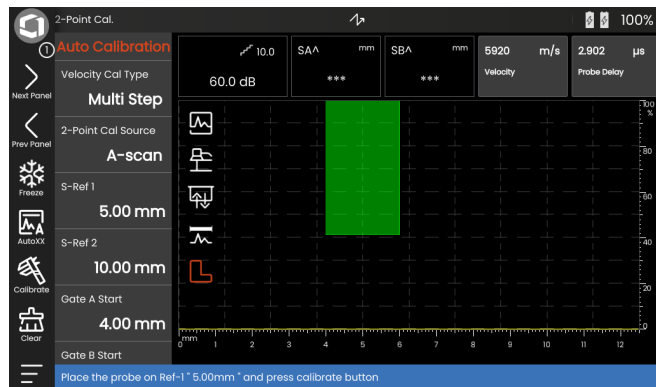 2-Point Cal.
100%
1
Auto Calibration
10.0
60.0 dB
SA^ mm
***
SB^ mm
***
5920 m/s
Velocity
2.902 µs
Probe Delay
Next Panel
Prev Panel
Freeze
AutoXX
Calibrate
Clear
Velocity Cal Type
Multi Step
2-Point Cal Source
A-scan
S-Ref 1
5.00 mm
S-Ref 2
10.00 mm
Gate A Start
4.00 mm
Gate B Start
100
%
80
60
40
20
0
0 mm 1 2 3 4 5 6 7 8 9 10 11 12
Place the probe on Ref-1 " 5.00mm " and press calibrate button